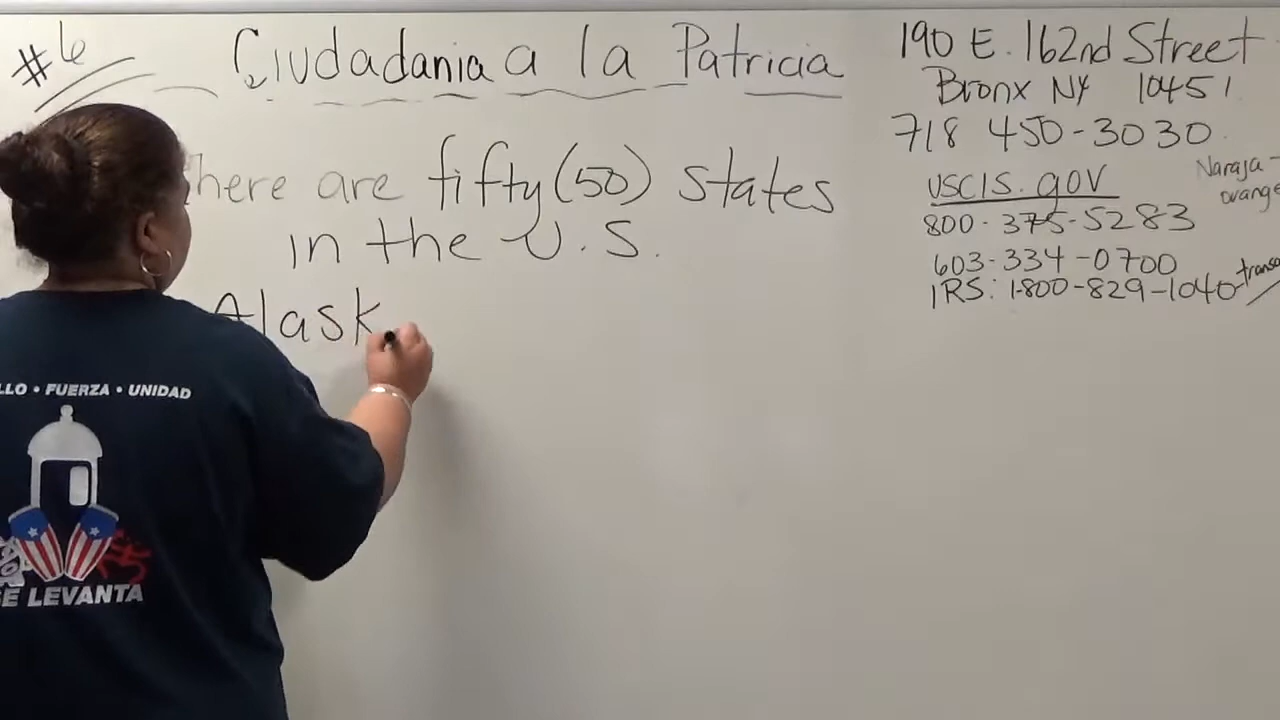 #6
Ciudadania a la Patricia
here are fifty (50) states
in the U.S.
Alask
190 E. 162nd Street
Bronx NY 10451
718 450-3030
USCIS.gov
800-375-5283
603-334-0700
IRS: 1-800-829-1040
Naraja-
orange
transc
LLO • FUERZA • UNIDAD
SE LEVANTA